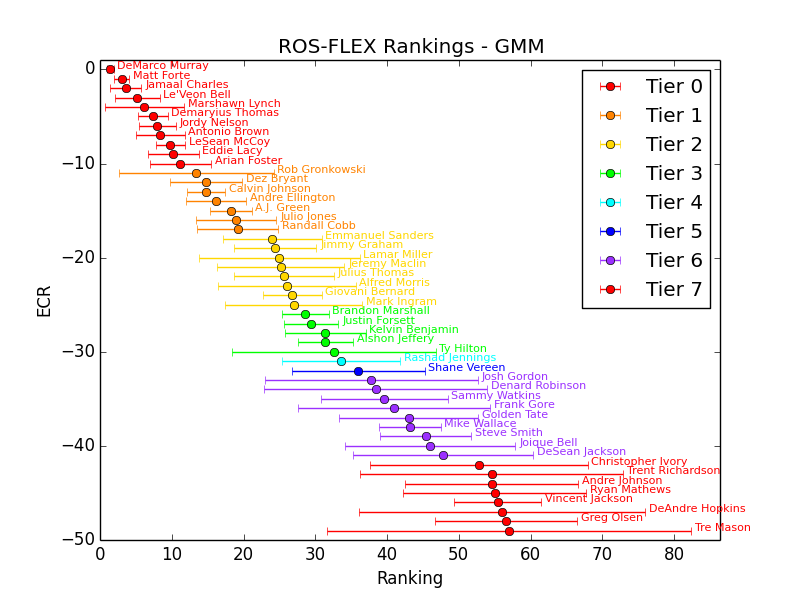 ROS-FLEX Rankings - GMM
DeMarco Murray
Matt Forte
Jamaal Charles
Le'Veon Bell
Marshawn Lynch
Demaryius Thomas
Jordy Nelson
Antonio Brown
LeSean McCoy
Eddie Lacy
Arian Foster
Rob Gronkowski
Dez Bryant
Calvin Johnson
Andre Ellington
A.J. Green
Julio Jones
Randall Cobb
Emmanuel Sanders
Jimmy Graham
Lamar Miller
Jeremy Maclin
Julius Thomas
Alfred Morris
Giovani Bernard
Mark Ingram
Brandon Marshall
Justin Forsett
Kelvin Benjamin
Alshon Jeffery
Ty Hilton
Rashad Jennings
Shane Vereen
Josh Gordon
Denard Robinson
Sammy Watkins
Frank Gore
Golden Tate
Mike Wallace
Steve Smith
Joique Bell
DeSean Jackson
Christopher Ivory
Trent Richardson
Andre Johnson
Ryan Mathews
Vincent Jackson
DeAndre Hopkins
Greg Olsen
Tre Mason
Tier 0
Tier 1
Tier 2
Tier 3
Tier 4
Tier 5
Tier 6
Tier 7
0
−10
−20
−30
−40
−50
ECR
0 10 20 30 40 50 60 70 80
Ranking